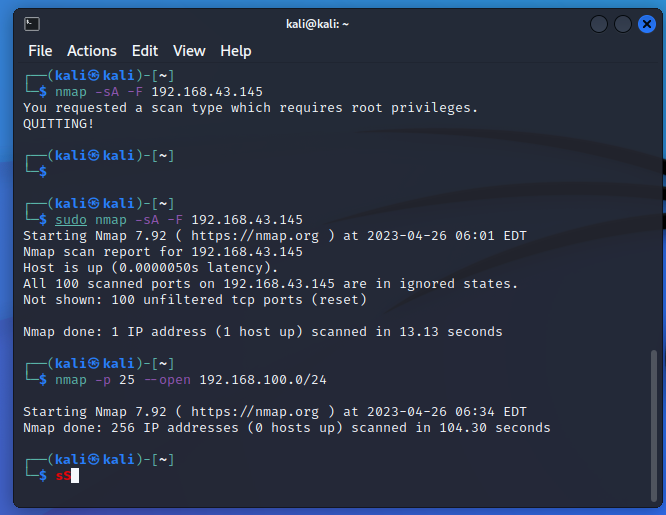 kali@kali: ~
File Actions Edit View Help
┌──(kali㉿kali)-[~]
└─$ nmap -sA -F 192.168.43.145
You requested a scan type which requires root privileges.
QUITTING!
┌──(kali㉿kali)-[~]
└─$
┌──(kali㉿kali)-[~]
└─$ sudo nmap -sA -F 192.168.43.145
Starting Nmap 7.92 ( https://nmap.org ) at 2023-04-26 06:01 EDT
Nmap scan report for 192.168.43.145
Host is up (0.0000050s latency).
All 100 scanned ports on 192.168.43.145 are in ignored states.
Not shown: 100 unfiltered tcp ports (reset)
Nmap done: 1 IP address (1 host up) scanned in 13.13 seconds
┌──(kali㉿kali)-[~]
└─$ nmap -p 25 --open 192.168.100.0/24
Starting Nmap 7.92 ( https://nmap.org ) at 2023-04-26 06:34 EDT
Nmap done: 256 IP addresses (0 hosts up) scanned in 104.30 seconds
┌──(kali㉿kali)-[~]
└─$ sS